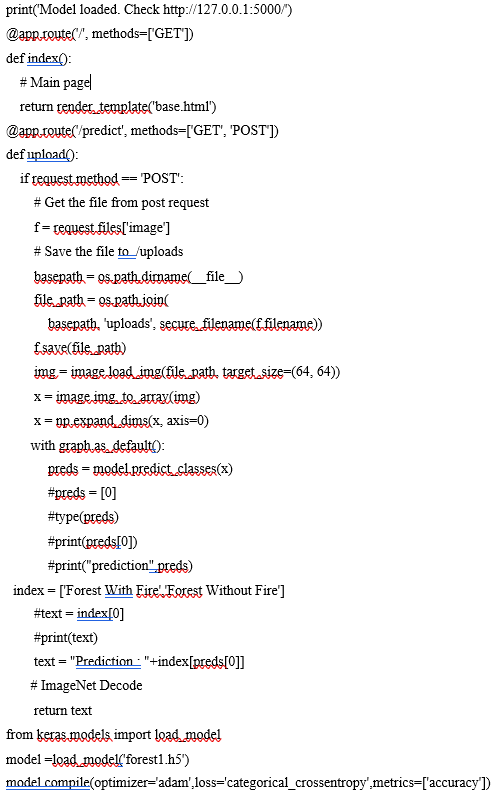 print('Model loaded. Check http://127.0.0.1:5000/')
@app.route('/', methods=['GET'])
def index():
# Main page
return render_template('base.html')
@app.route('/predict', methods=['GET', 'POST'])
def upload():
if request.method == 'POST':
# Get the file from post request
f = request.files['image']
# Save the file to ./uploads
basepath = os.path.dirname(__file__)
file_path = os.path.join(
basepath, 'uploads', secure_filename(f.filename))
f.save(file_path)
img = image.load_img(file_path, target_size=(64, 64))
x = image.img_to_array(img)
x = np.expand_dims(x, axis=0)
with graph.as_default():
preds = model.predict_classes(x)
#preds = [0]
#type(preds)
#print(preds[0])
#print("prediction",preds)
index = ['Forest With Fire','Forest Without Fire']
#text = index[0]
#print(text)
text = "Prediction : "+index[preds[0]]
# ImageNet Decode
return text
from keras.models import load_model
model =load_model('forest1.h5')
model.compile(optimizer='adam',loss='categorical_crossentropy',metrics=['accuracy'])